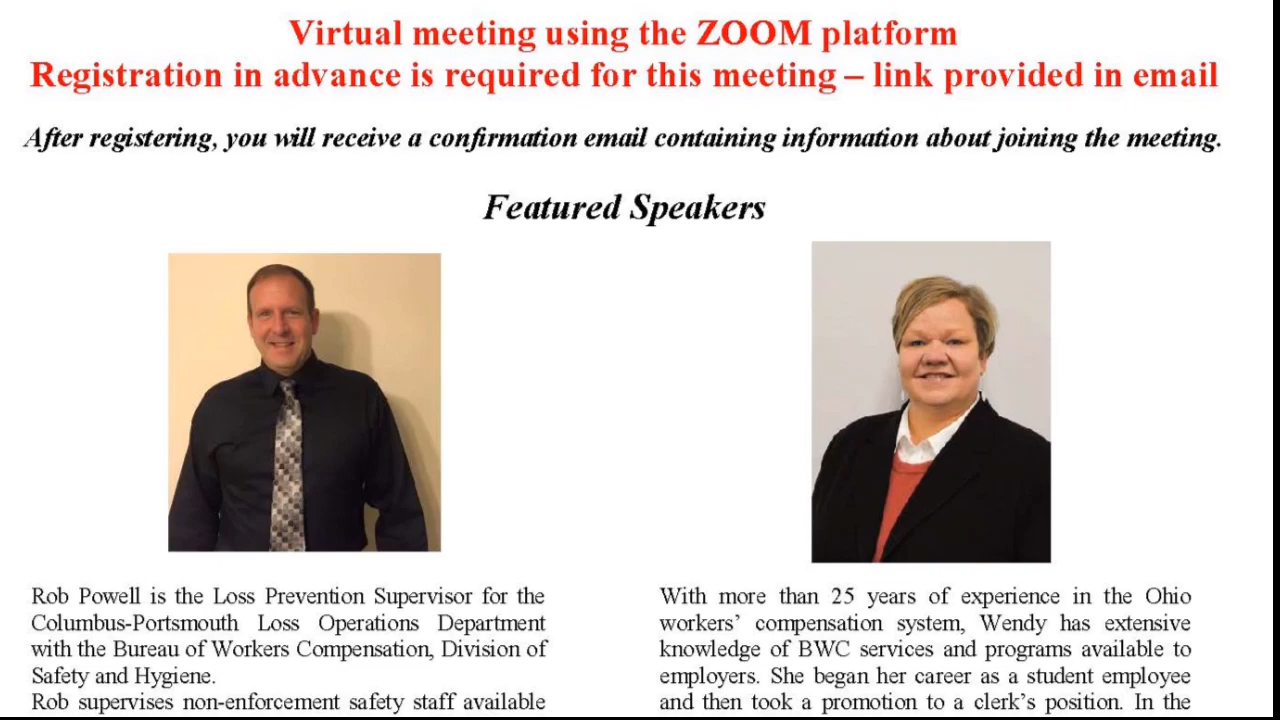 Virtual meeting using the ZOOM platform
Registration in advance is required for this meeting – link provided in email
After registering, you will receive a confirmation email containing information about joining the meeting.
Featured Speakers
Rob Powell is the Loss Prevention Supervisor for the
Columbus-Portsmouth Loss Operations Department
with the Bureau of Workers Compensation, Division of
Safety and Hygiene.
Rob supervises non-enforcement safety staff available
With more than 25 years of experience in the Ohio
workers’ compensation system, Wendy has extensive
knowledge of BWC services and programs available to
employers. She began her career as a student employee
and then took a promotion to a clerk’s position. In the